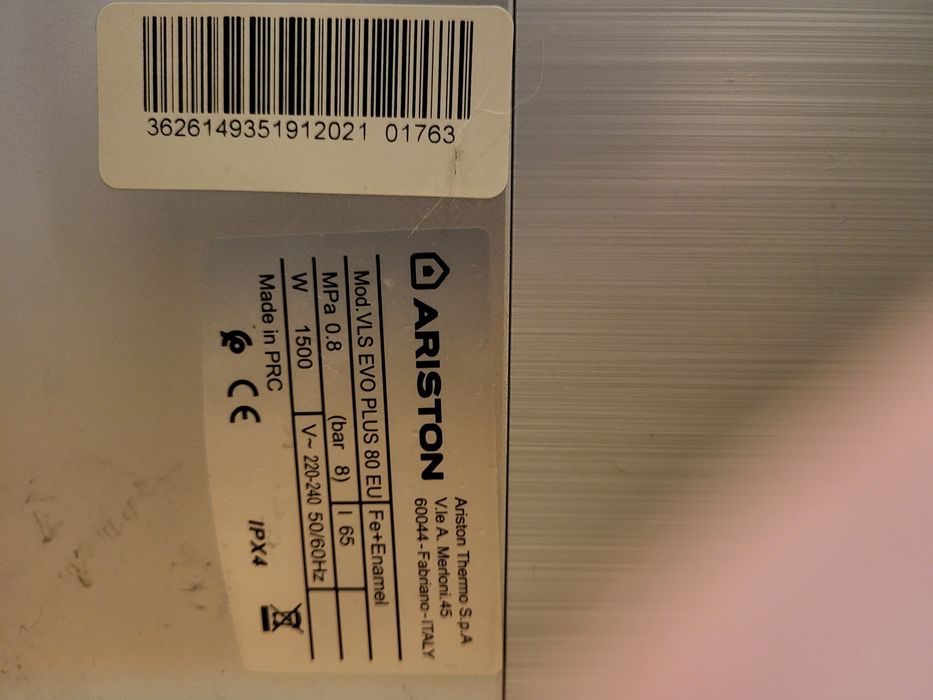 3626149351912021 01763
ARISTON
Ariston Thermo S.p.A
V.le A. Merloni.45
60044-Fabriano-ITALY
Mod.VLS EVO PLUS 80 EU Fe+Enamel
MPa 0.8 (bar 8) l 65
W 1500 V~ 220-240 50/60Hz
Made in PRC
CE IPX4